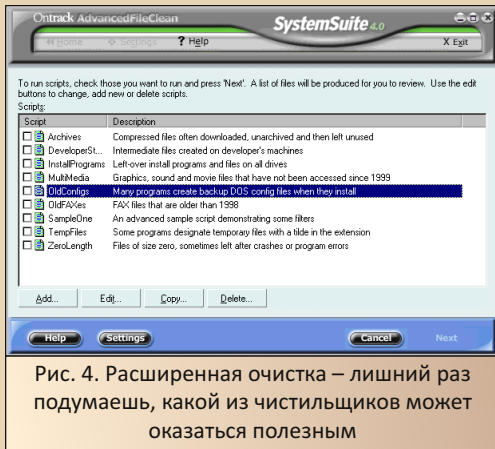 Ontrack AdvancedFileClean
SystemSuite 4.0
Home Settings ? Help X Exit
To run scripts, check those you want to run and press 'Next'. A list of files will be produced for you to review. Use the edit
buttons to change, add new or delete scripts.
Scripts:
Script Description
Archives Compressed files often downloaded, unarchived and then left unused
DeveloperSt... Intermediate files created on developer's machines
InstallPrograms Left-over install programs and files on all drives
MultiMedia Graphics, sound and movie files that have not been accessed since 1999
OldConfigs Many programs create backup DOS config files when they install
OldFAXes FAX files that are older than 1998
SampleOne An advanced sample script demonstrating some filters
TempFiles Some programs designate temporary files with a tilde in the extension
ZeroLength Files of size zero, sometimes left after crashes or program errors
Add... Edit... Copy... Delete...
Help Settings Cancel Next
Рис. 4. Расширенная очистка – лишний раз
подумаешь, какой из чистильщиков может
оказаться полезным